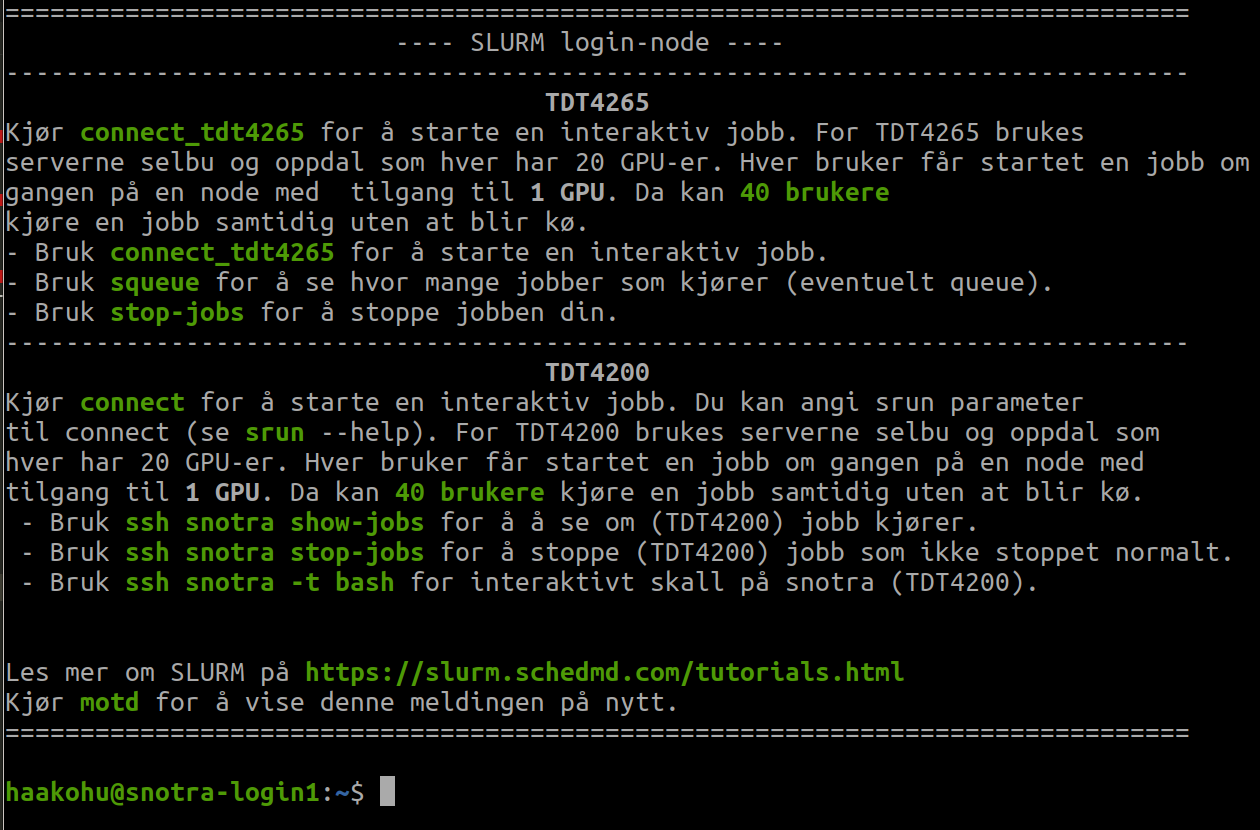 ===============================================================================
---- SLURM login-node ----
-------------------------------------------------------------------------------
TDT4265
Kjør connect_tdt4265 for å starte en interaktiv jobb. For TDT4265 brukes
serverne selbu og oppdal som hver har 20 GPU-er. Hver bruker får startet en jobb om
gangen på en node med  tilgang til 1 GPU. Da kan 40 brukere
kjøre en jobb samtidig uten at blir kø.
- Bruk connect_tdt4265 for å starte en interaktiv jobb.
- Bruk squeue for å se hvor mange jobber som kjører (eventuelt queue).
- Bruk stop-jobs for å stoppe jobben din.
-------------------------------------------------------------------------------
TDT4200
Kjør connect for å starte en interaktiv jobb. Du kan angi srun parameter
til connect (se srun --help). For TDT4200 brukes serverne selbu og oppdal som
hver har 20 GPU-er. Hver bruker får startet en jobb om gangen på en node med
tilgang til 1 GPU. Da kan 40 brukere kjøre en jobb samtidig uten at blir kø.
- Bruk ssh snotra show-jobs for å å se om (TDT4200) jobb kjører.
- Bruk ssh snotra stop-jobs for å stoppe (TDT4200) jobb som ikke stoppet normalt.
- Bruk ssh snotra -t bash for interaktivt skall på snotra (TDT4200).
Les mer om SLURM på https://slurm.schedmd.com/tutorials.html
Kjør motd for å vise denne meldingen på nytt.
===============================================================================
haakohu@snotra-login1:~$